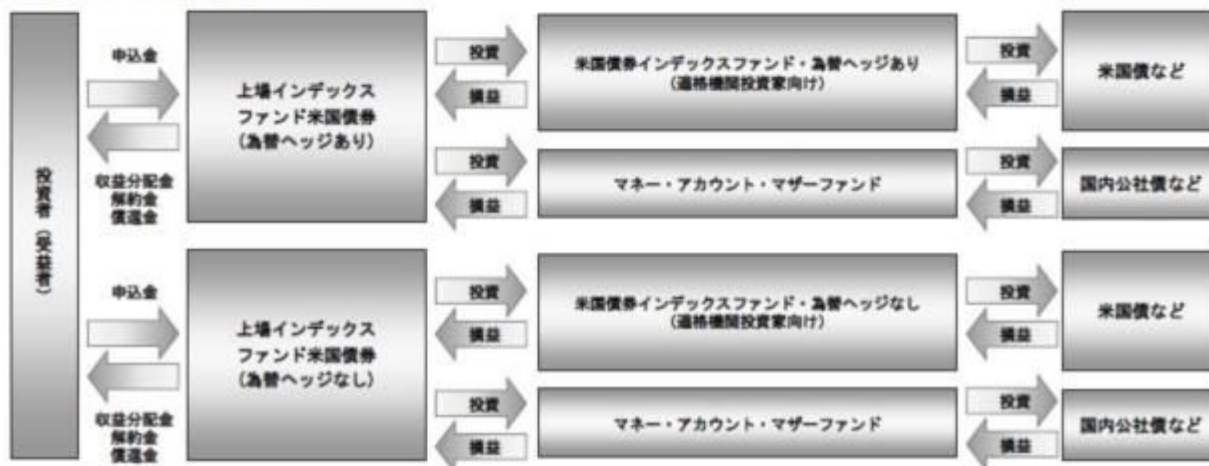 投資者（受益者）
申込金
収益分配金
解約金
償還金
上場インデックス
ファンド米国債券
(為替ヘッジあり)
投資
損益
米国債券インデックスファンド・為替ヘッジあり
(適格機関投資家向け)
投資
損益
米国債など
投資
損益
マネー・アカウント・マザーファンド
投資
損益
国内公社債など
申込金
収益分配金
解約金
償還金
上場インデックス
ファンド米国債券
(為替ヘッジなし)
投資
損益
米国債券インデックスファンド・為替ヘッジなし
(適格機関投資家向け)
投資
損益
米国債など
投資
損益
マネー・アカウント・マザーファンド
投資
損益
国内公社債など